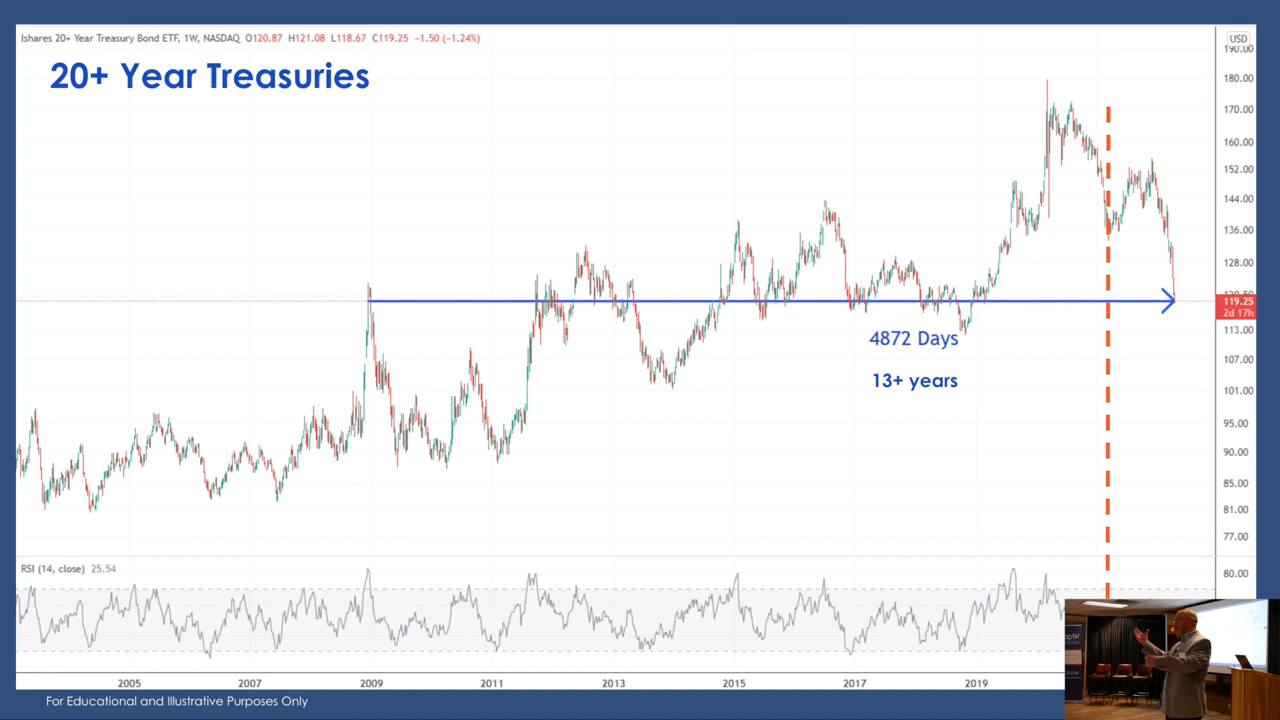 Ishares 20+ Year Treasury Bond ETF, 1W, NASDAQ O120.87 H121.08 L118.67 C119.25 −1.50 (−1.24%)
USD
20+ Year Treasuries
190.00
180.00
170.00
160.00
152.00
144.00
136.00
128.00
120.50
119.25
2d 17h
113.00
107.00
101.00
95.00
90.00
85.00
81.00
77.00
4872 Days
13+ years
RSI (14, close) 25.54
80.00
2005 2007 2009 2011 2013 2015 2017 2019
For Educational and Illustrative Purposes Only